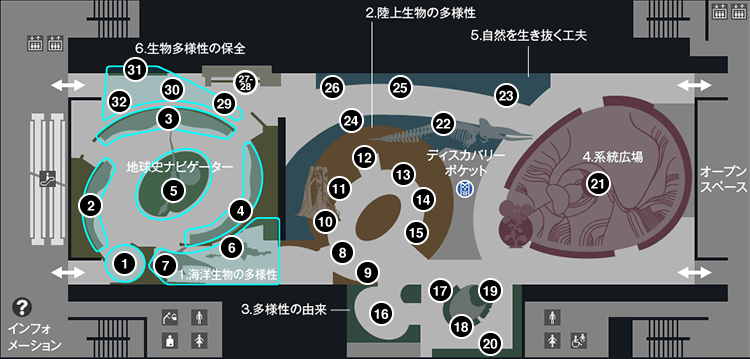 2.陸上生物の多様性
5.自然を生き抜く工夫
6.生物多様性の保全
31
30
27-
28
32
29
3
26
25
23
24
22
地球史ナビゲーター
12
ディスカバリー
ポケット
4.系統広場
オープン
スペース
5
11
13
21
2
4
14
10
15
6
8
1
7
1.海洋生物の多様性
9
3.多様性の由来
16
17
19
18
20
?
インフォ
メーション